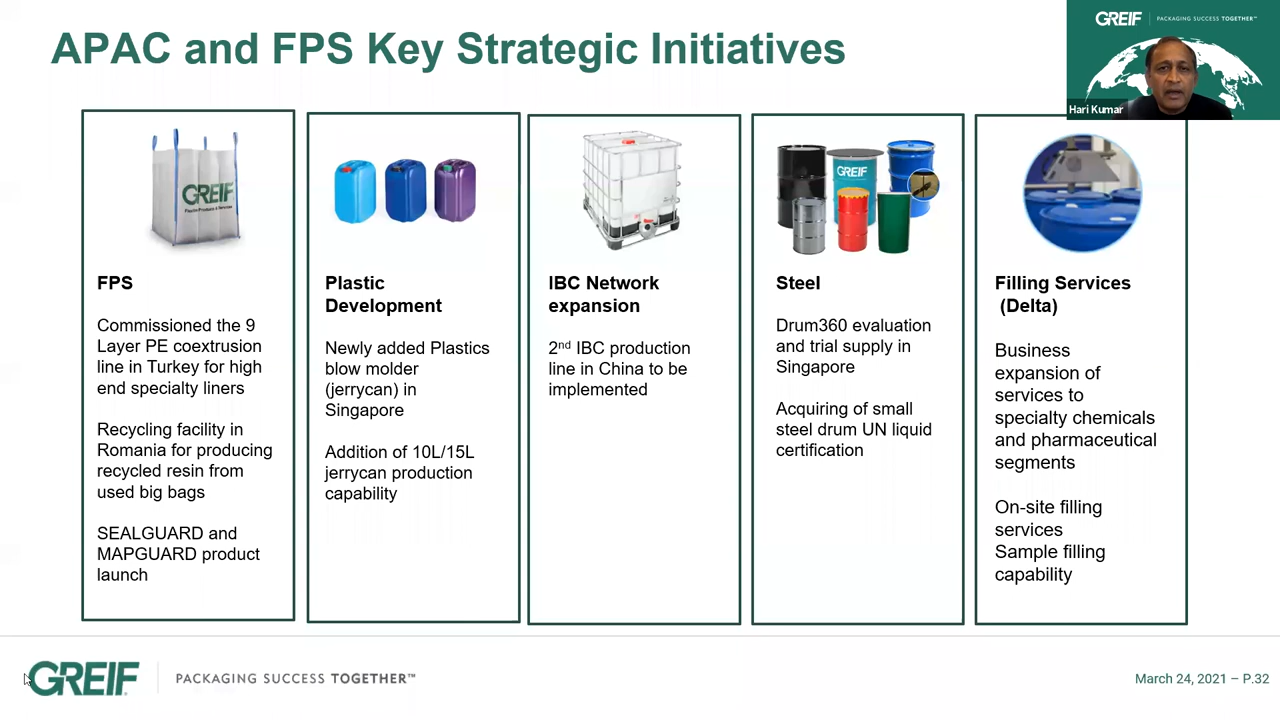 APAC and FPS Key Strategic Initiatives
GREIF
PACKAGING SUCCESS TOGETHER™
Hari Kumar
GREIF
FPS
Commissioned the 9
Layer PE coextrusion
line in Turkey for high
end specialty liners
Recycling facility in
Romania for producing
recycled resin from
used big bags
SEALGUARD and
MAPGUARD product
launch
Plastic
Development
Newly added Plastics
blow molder
(jerrycan) in
Singapore
Addition of 10L/15L
jerrycan production
capability
IBC Network
expansion
2nd IBC production
line in China to be
implemented
GREIF
Steel
Drum360 evaluation
and trial supply in
Singapore
Acquiring of small
steel drum UN liquid
certification
Filling Services
(Delta)
Business
expansion of
services to
specialty chemicals
and pharmaceutical
segments
On-site filling
services
Sample filling
capability
GREIF
PACKAGING SUCCESS TOGETHER™
March 24, 2021 – P.32